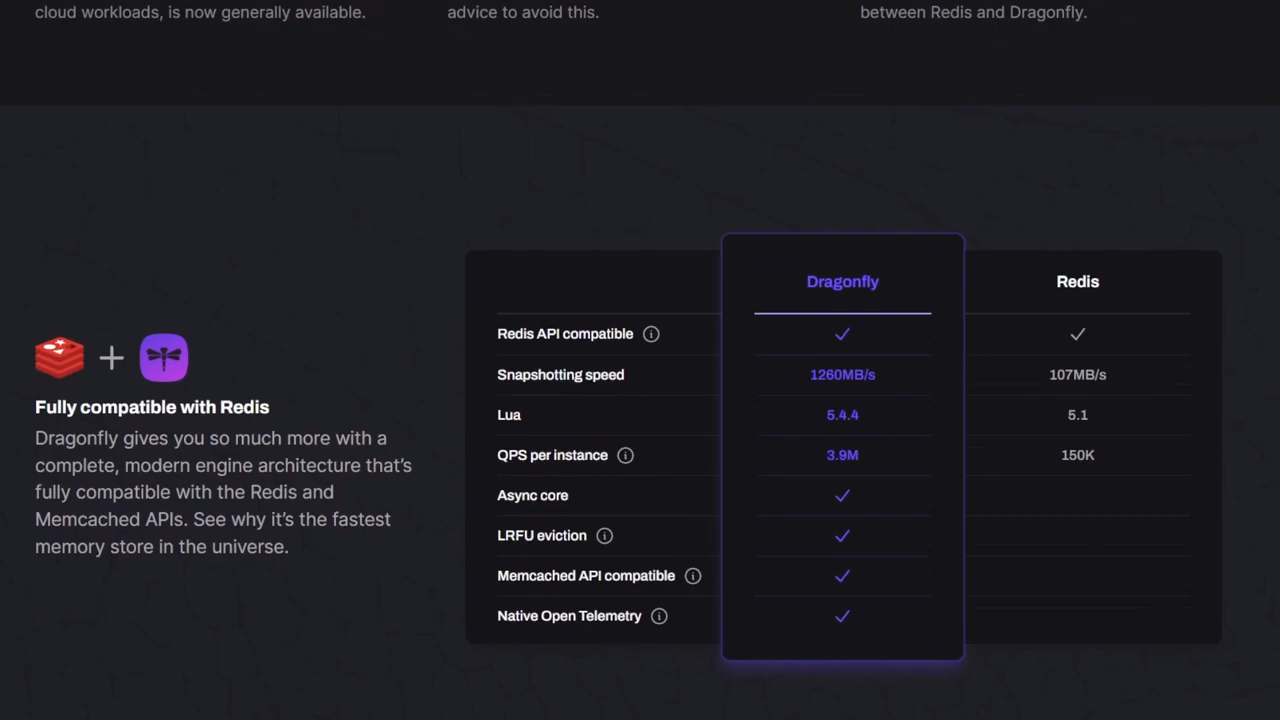 cloud workloads, is now generally available.
advice to avoid this.
between Redis and Dragonfly.
Fully compatible with Redis
Dragonfly gives you so much more with a
complete, modern engine architecture that's
fully compatible with the Redis and
Memcached APIs. See why it's the fastest
memory store in the universe.
Dragonfly Redis
Redis API compatible
Snapshotting speed 1260MB/s 107MB/s
Lua 5.4.4 5.1
QPS per instance 3.9M 150K
Async core
LRFU eviction
Memcached API compatible
Native Open Telemetry